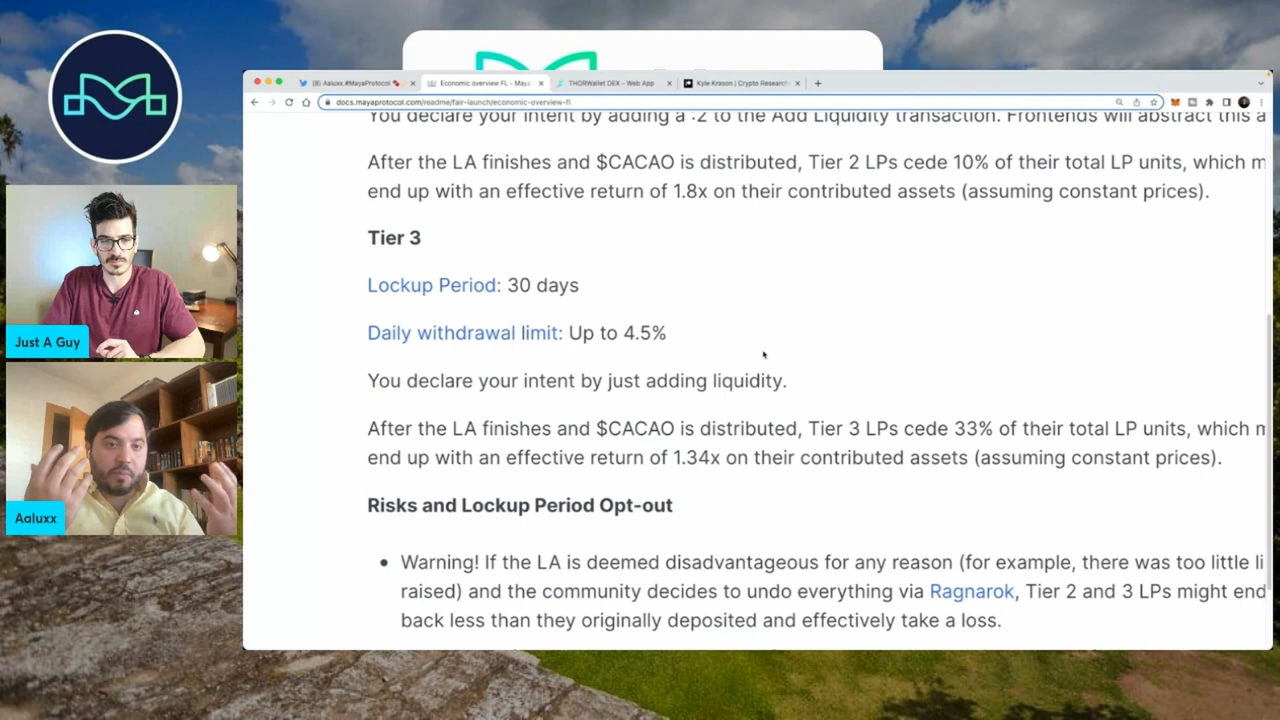 (8) Aaluxx #MayaProtocol
Economic overview FL - Maya
THORWallet DEX - Web App
Kyle Krason | Crypto Research
docs.mayaprotocol.com/readme/fair-launch/economic-overview-fl
You declare your intent by adding a :2 to the Add Liquidity transaction. Frontends will abstract this a
After the LA finishes and $CACAO is distributed, Tier 2 LPs cede 10% of their total LP units, which m
end up with an effective return of 1.8x on their contributed assets (assuming constant prices).
Tier 3
Lockup Period: 30 days
Daily withdrawal limit: Up to 4.5%
You declare your intent by just adding liquidity.
After the LA finishes and $CACAO is distributed, Tier 3 LPs cede 33% of their total LP units, which m
end up with an effective return of 1.34x on their contributed assets (assuming constant prices).
Risks and Lockup Period Opt-out
Warning! If the LA is deemed disadvantageous for any reason (for example, there was too little li
raised) and the community decides to undo everything via Ragnarok, Tier 2 and 3 LPs might end
back less than they originally deposited and effectively take a loss.
Just A Guy
Aaluxx